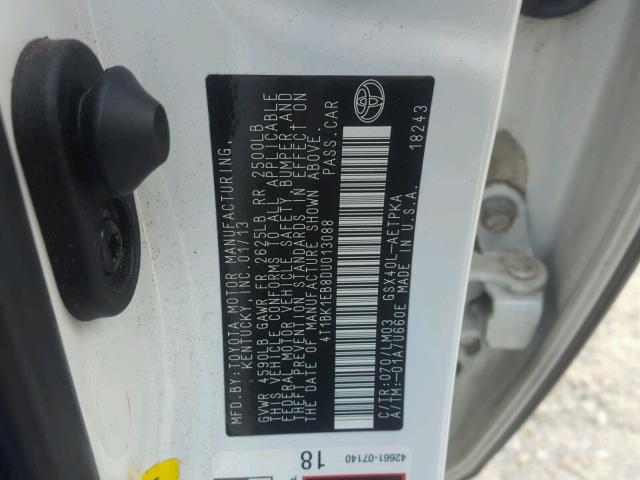 MFD.BY:TOYOTA MOTOR MANUFACTURING,
KENTUCKY, INC. 01/13
GVWR 4590LB GAWR FR 2625LB RR 2500LB
THIS VEHICLE CONFORMS TO ALL APPLICABLE
FEDERAL MOTOR VEHICLE SAFETY, BUMPER AND
THEFT PREVENTION STANDARDS IN EFFECT ON
THE DATE OF MANUFACTURE SHOWN ABOVE.
4T1BK1EB8DU013088 PASS.CAR
C/TR:070/LM03 GSX40L-AETPKA
A/TM:-01A/U660E MADE IN U.S.A. 18243
42661-07140
18